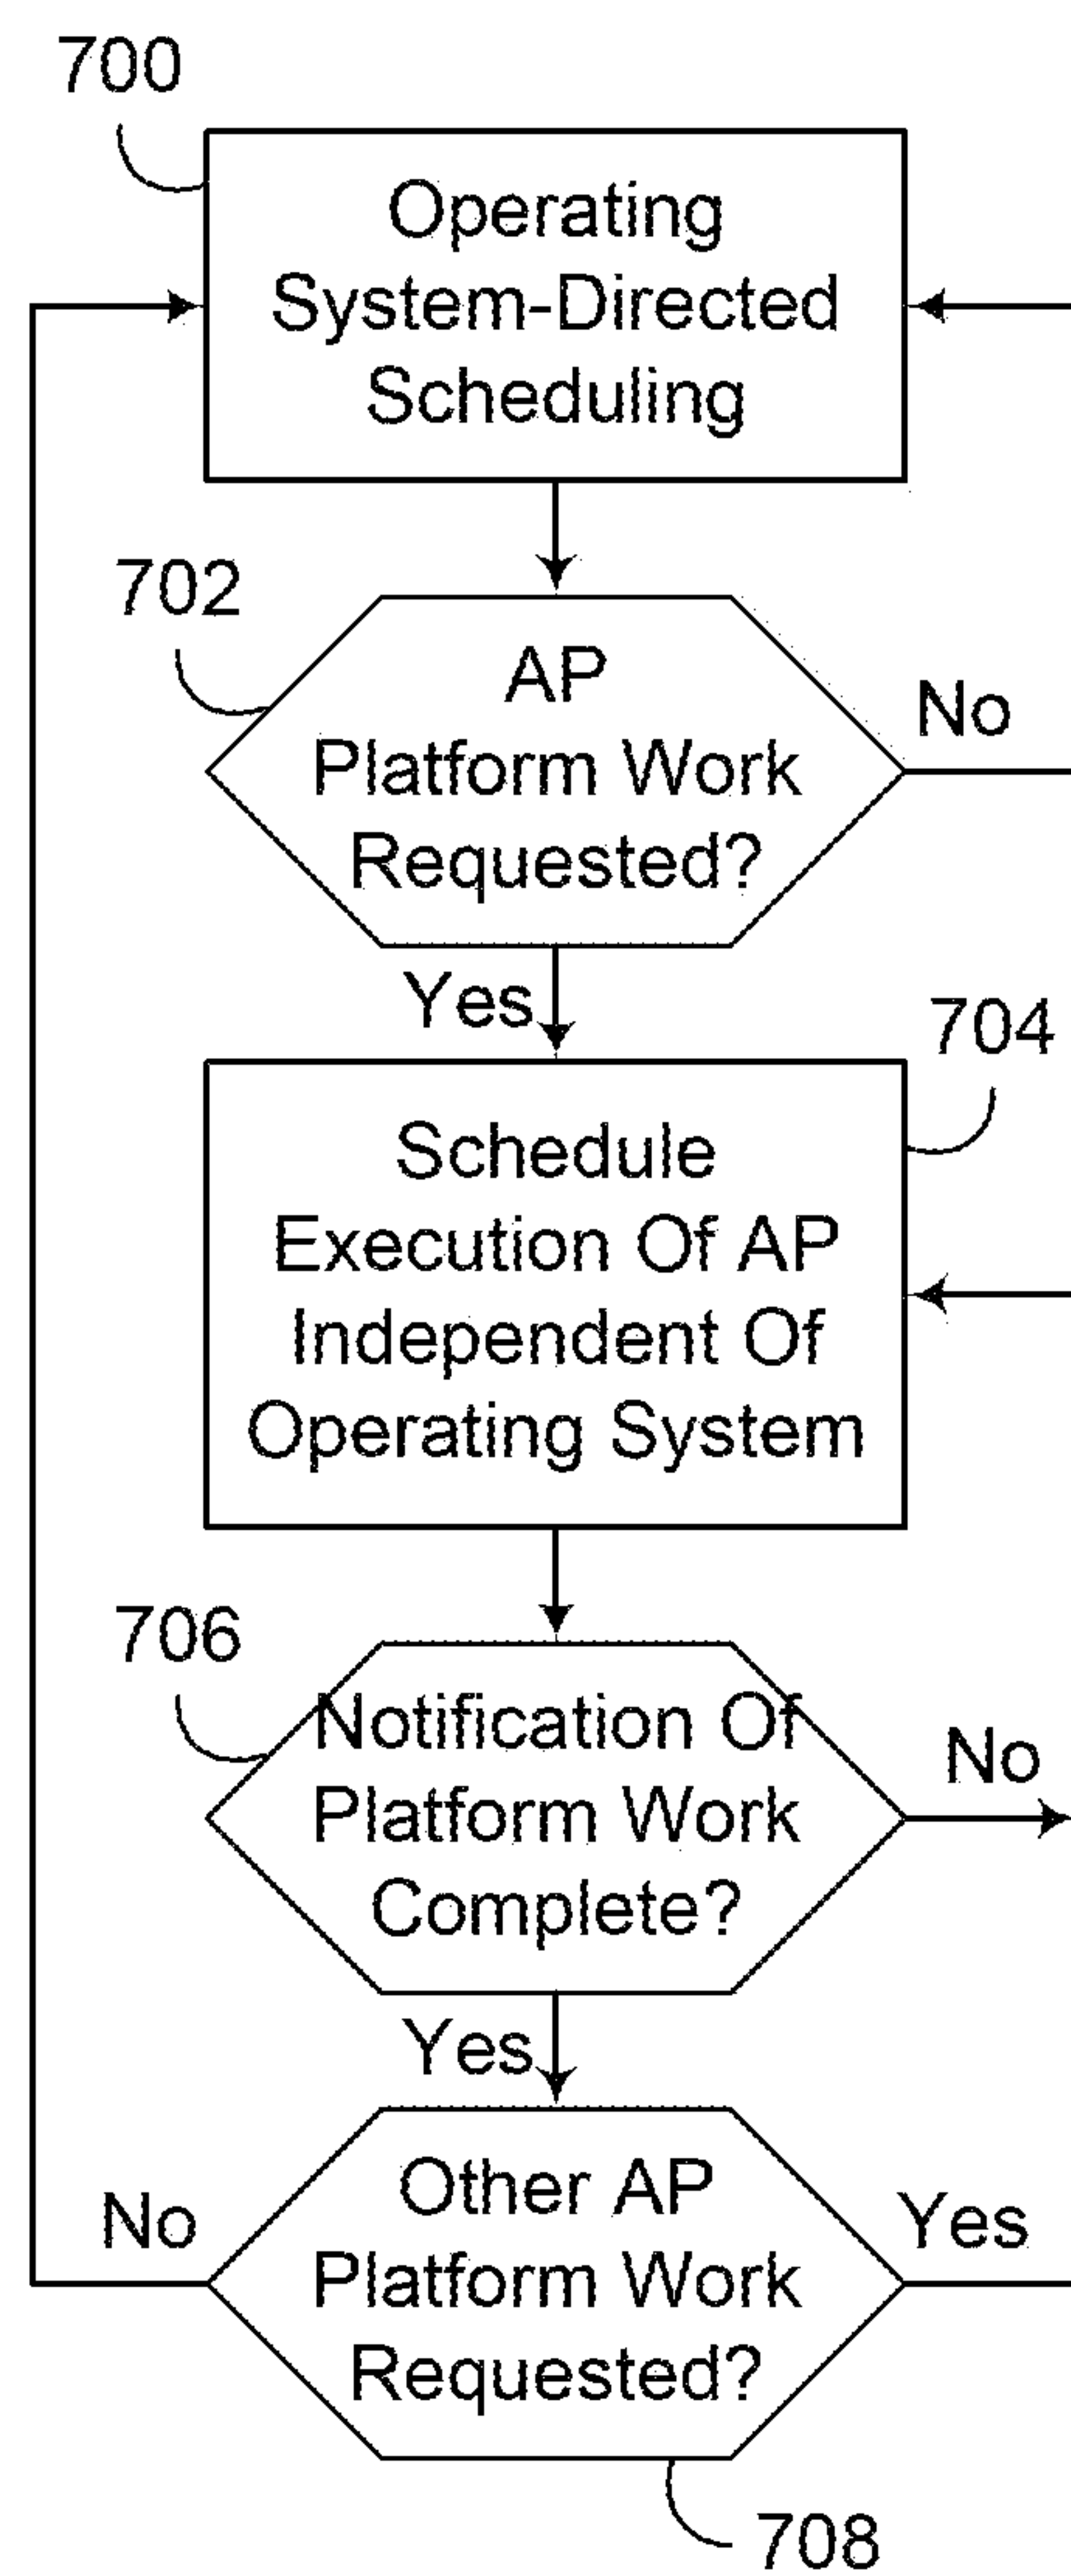 700
Operating
System-Directed
Scheduling
702
AP
Platform Work
Requested?
No
Yes
704
Schedule
Execution Of AP
Independent Of
Operating System
706
Notification Of
Platform Work
Complete?
No
Yes
Other AP
Platform Work
Requested?
No
Yes
708